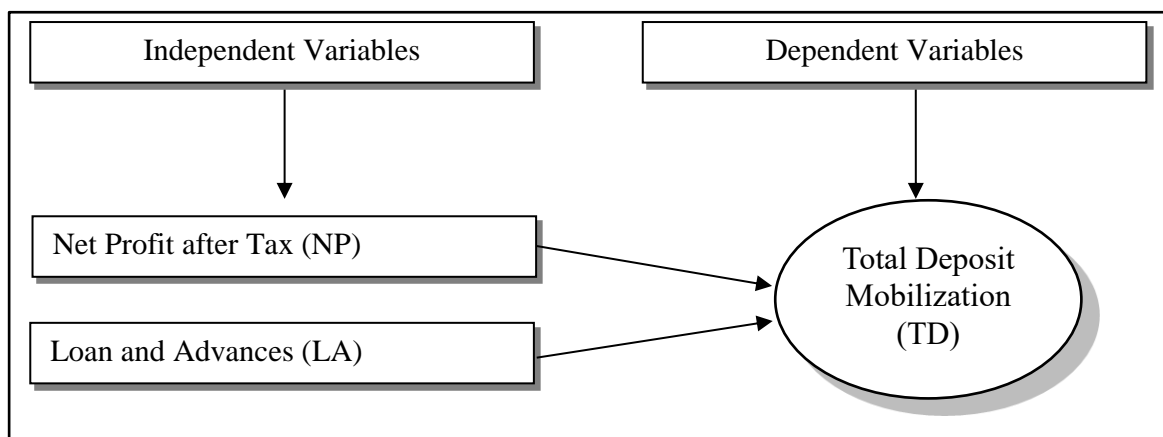 Independent Variables
Dependent Variables
Net Profit after Tax (NP)
Loan and Advances (LA)
Total Deposit
Mobilization
(TD)